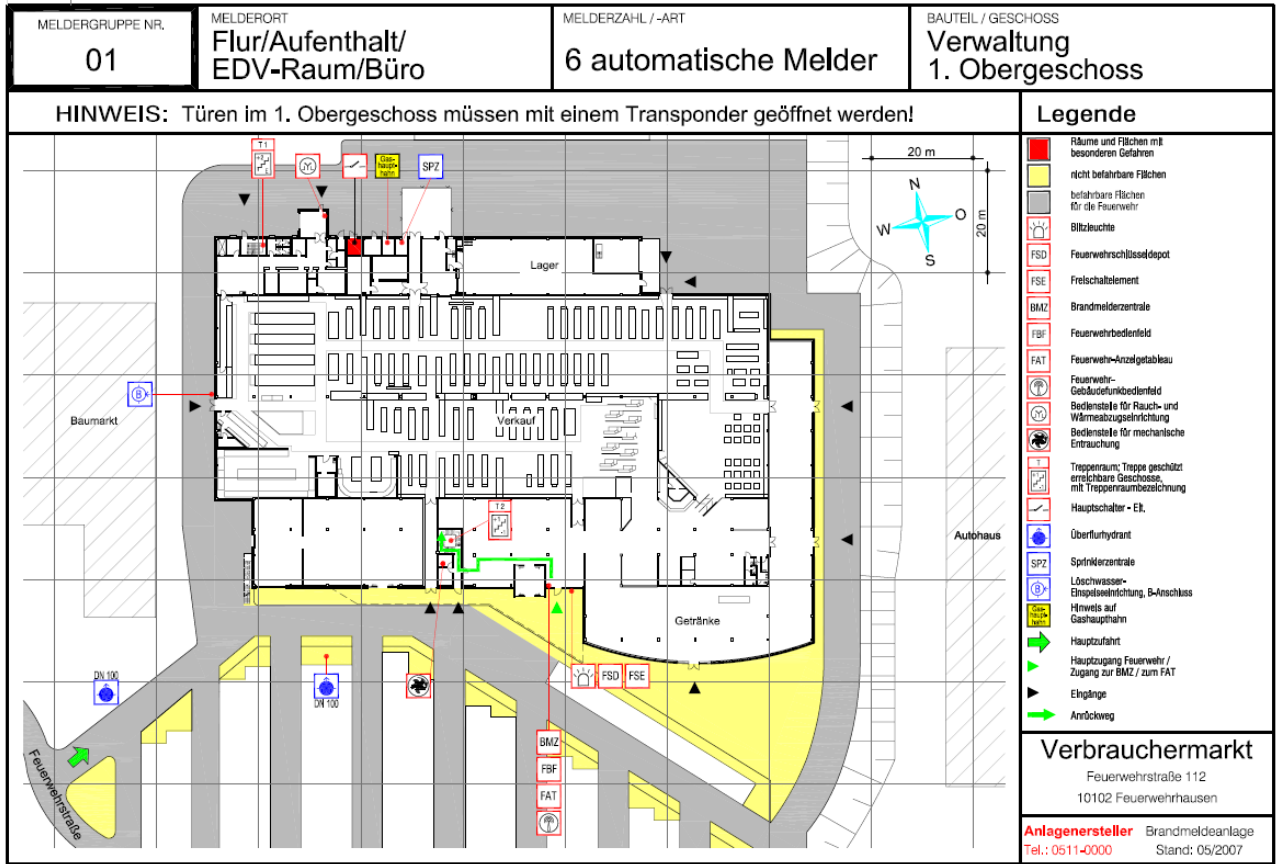 MELDERGRUPPE NR.
01
MELDERORT
Flur/Aufenthalt/
EDV-Raum/Büro
MELDERZAHL / -ART
6 automatische Melder
BAUTEIL / GESCHOSS
Verwaltung
1. Obergeschoss
HINWEIS: Türen im 1. Obergeschoss müssen mit einem Transponder geöffnet werden!
T1
+2
Gas-
haupt-
hahn
SPZ
20 m
20 m
N
W
O
S
Lager
B
Baumarkt
Verkauf
T2
+1
Autohaus
Getränke
DN 100
DN 100
FSD
FSE
BMZ
FBF
FAT
Feuerwehrstraße
Legende
Räume und Flächen mit
besonderen Gefahren
nicht befahrbare Flächen
befahrbare Flächen
für die Feuerwehr
Blitzleuchte
FSD
Feuerwehrschlüsseldepot
FSE
Freischaltelement
BMZ
Brandmelderzentrale
FBF
Feuerwehrbedienfeld
FAT
Feuerwehr-Anzeigetableau
Feuerwehr-
Gebäudefunkbedienfeld
Bedienstelle für Rauch- und
Wärmeabzugseinrichtung
Bedienstelle für mechanische
Entrauchung
T
Treppenraum; Treppe geschützt
erreichbare Geschosse,
mit Treppenraumbezeichnung
Hauptschalter - Elt.
Überflurhydrant
SPZ
Sprinklerzentrale
B
Löschwasser-
Einspeiseeinrichtung, B-Anschluss
Gas-
haupt-
hahn
Hinweis auf
Gashaupthahn
Hauptzufahrt
Hauptzugang Feuerwehr /
Zugang zur BMZ / zum FAT
Eingänge
Anrückweg
Verbrauchermarkt
Feuerwehrstraße 112
10102 Feuerwehrhausen
Anlagenersteller Brandmeldeanlage
Tel.: 0511-0000 Stand: 05/2007